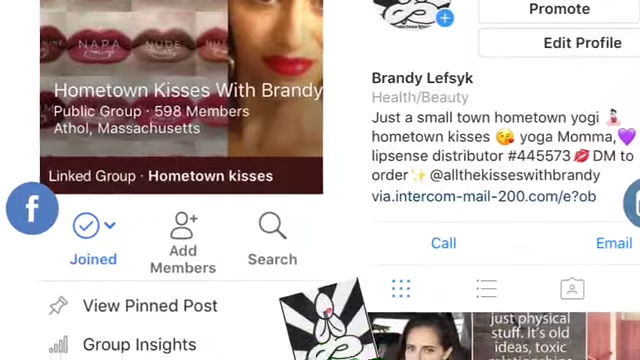 NAPA
NUDE
Hometown Kisses With Brandy
Public Group · 598 Members
Athol, Massachusetts
Linked Group · Hometown kisses
f
Joined
Add
Members
Search
View Pinned Post
Group Insights
Promote
Edit Profile
Brandy Lefsyk
Health/Beauty
Just a small town hometown yogi
hometown kisses 😘 yoga Momma,💜
lipsense distributor #445573💋 DM to
order✨ @allthekisseswithbrandy
via.intercom-mail-200.com/e?ob
Call
Email
just physical
stuff. It's old
ideas, toxic